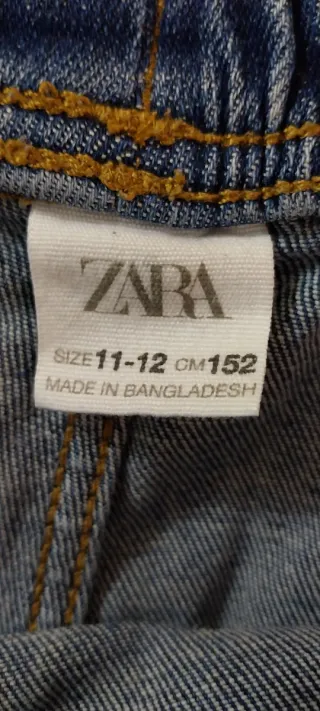 ZARA
SIZE 11-12 CM 152
MADE IN BANGLADESH